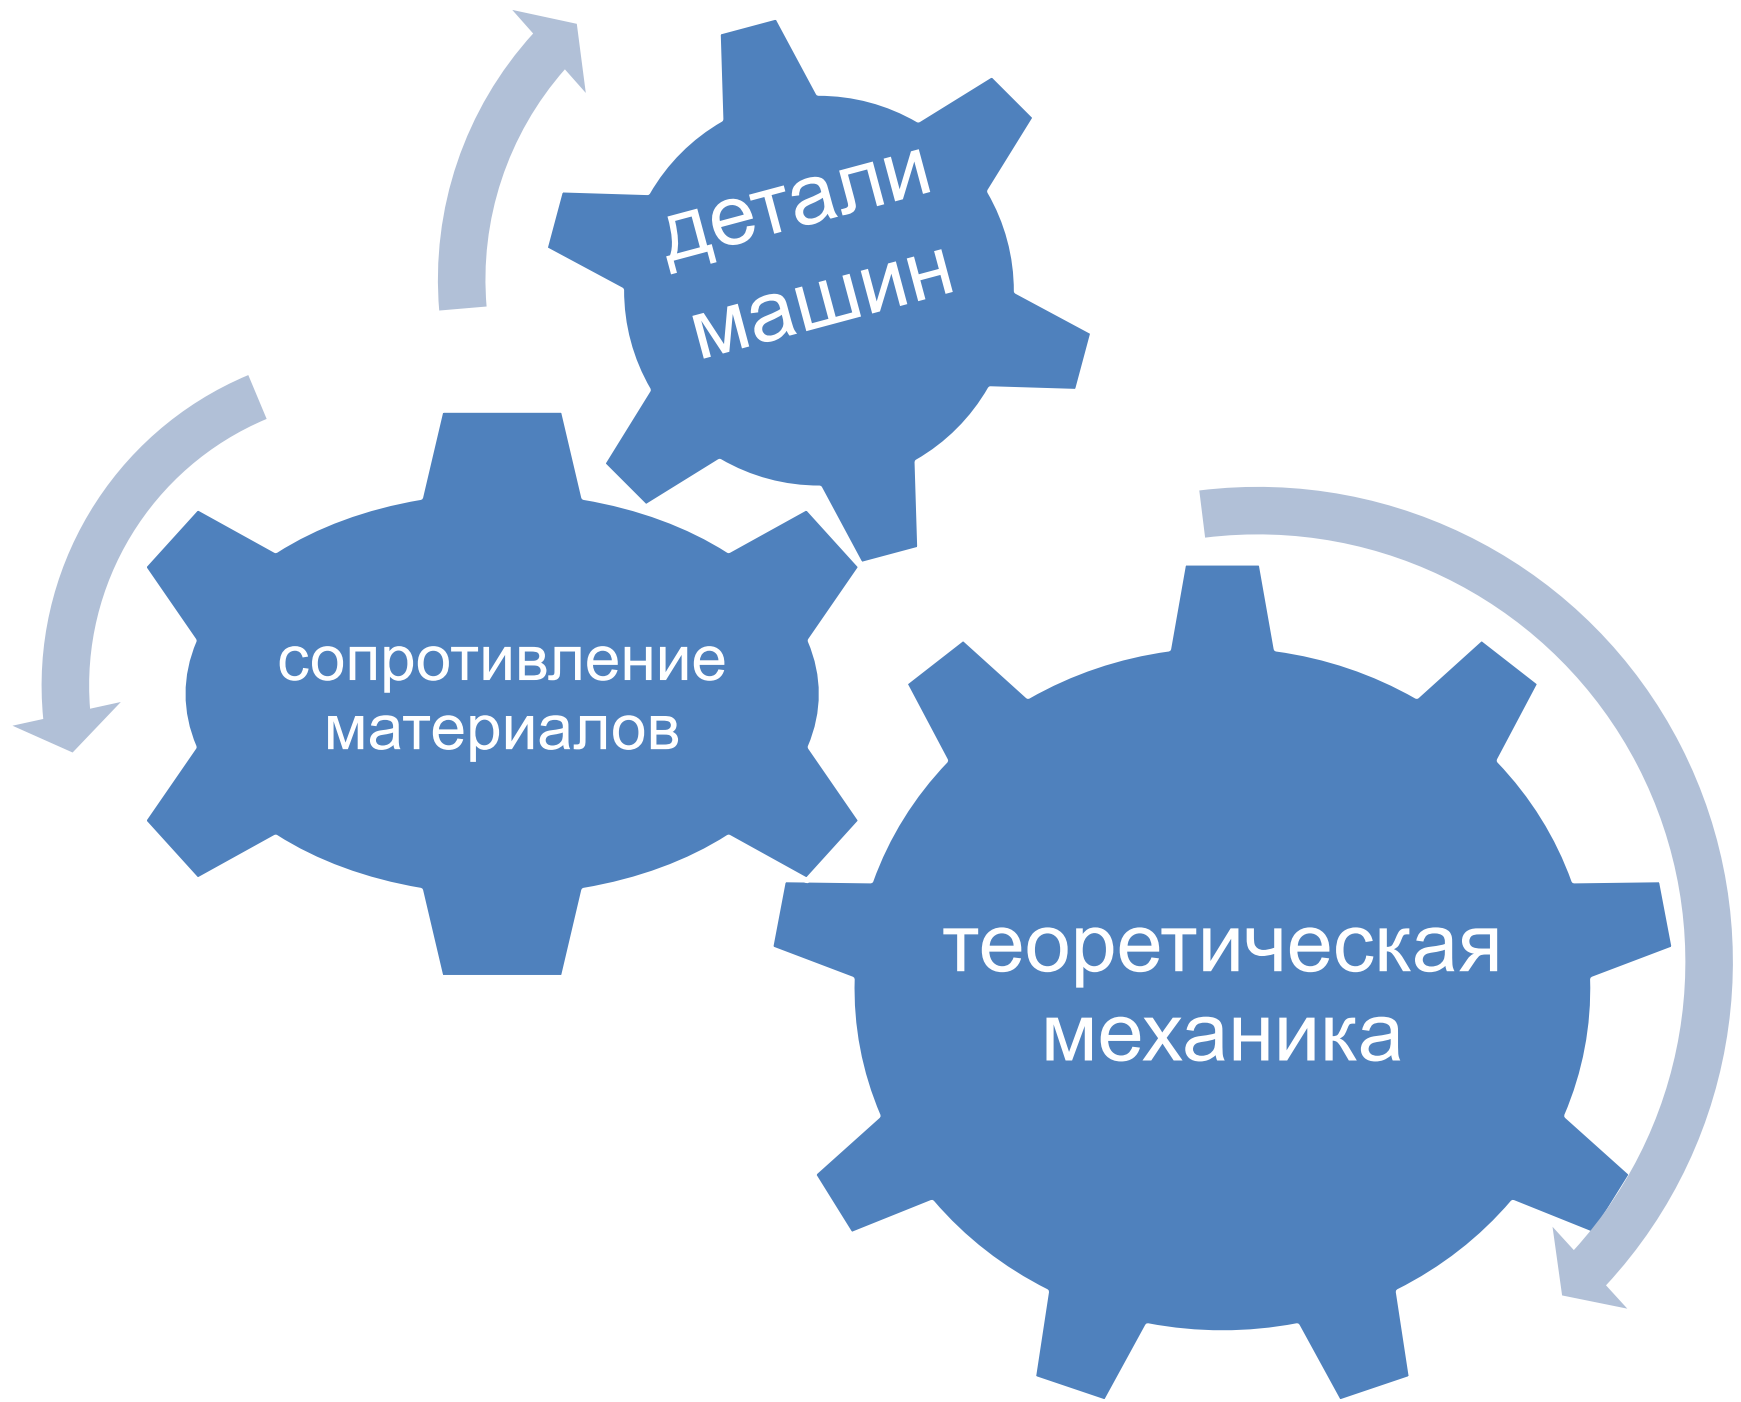 детали
машин
сопротивление
материалов
теоретическая
механика